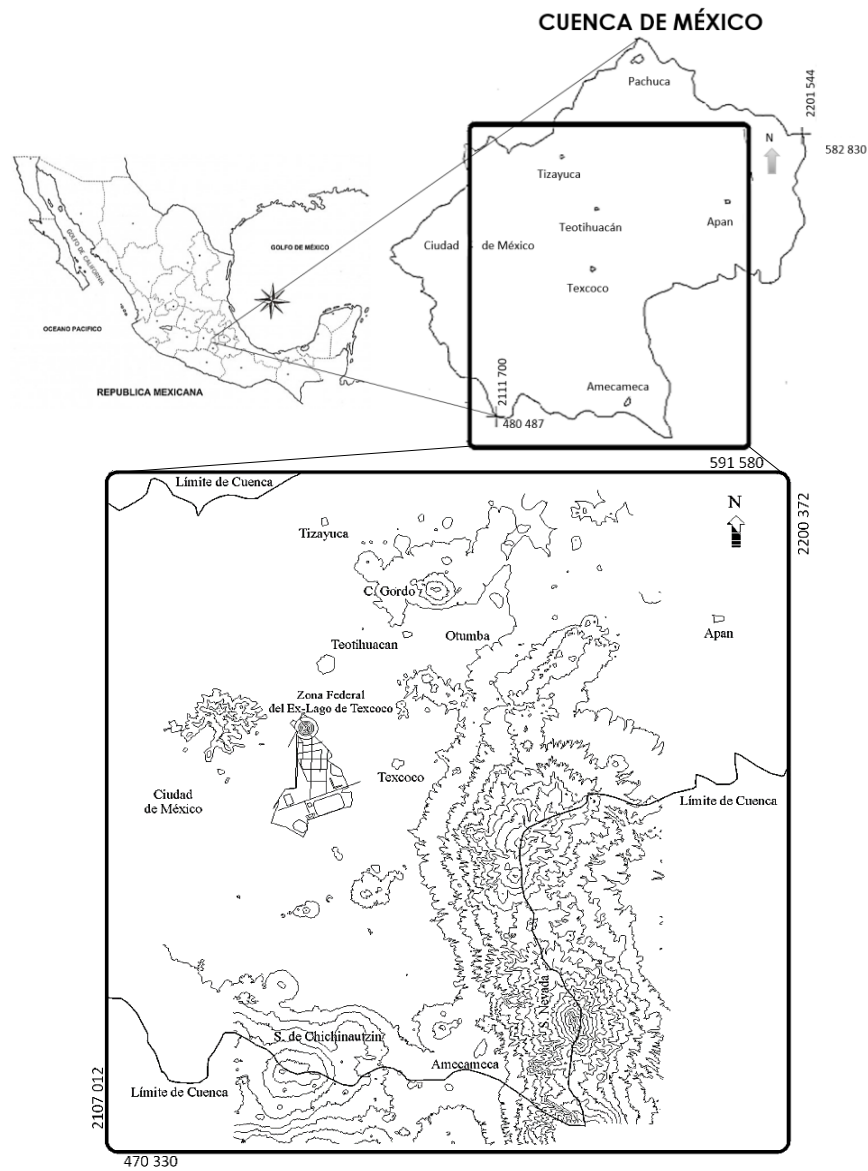 CUENCA DE MÉXICO
Pachuca
2201 544
N
582 830
Tizayuca
GOLFO DE CALIFORNIA
GOLFO DE MÉXICO
Teotihuacán
Apan
Ciudad de México
Texcoco
OCEANO PACIFICO
2111 700
Amecameca
REPUBLICA MEXICANA
480 487
591 580
Límite de Cuenca
N
2200 372
Tizayuca
C. Gordo
Teotihuacan
Otumba
Apan
Zona Federal
del Ex-Lago de Texcoco
Texcoco
Ciudad
de México
Límite de Cuenca
S. Nevada
S. de Chichinautzin
Amecameca
Límite de Cuenca
2107 012
470 330